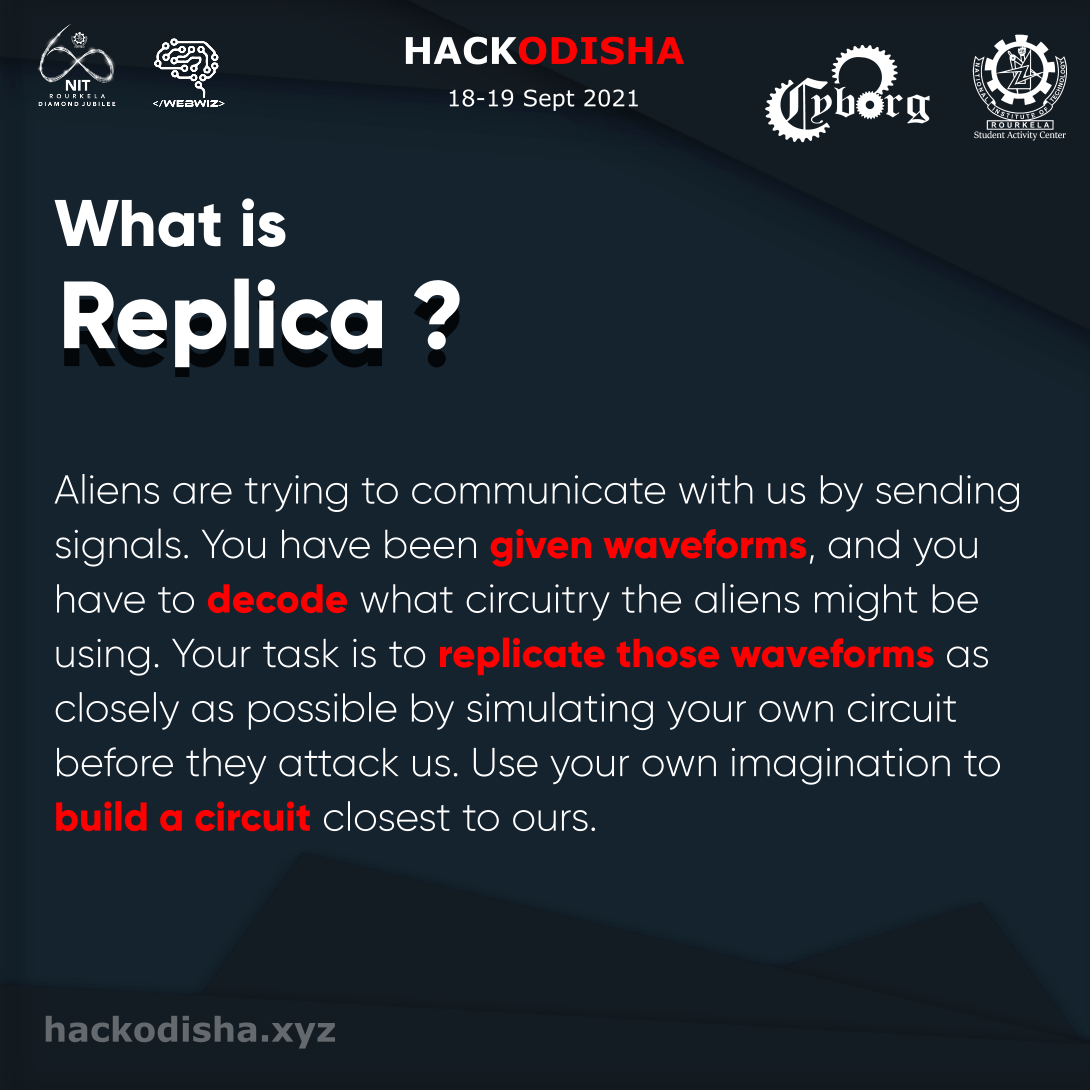 NIT
ROURKELA
DIAMOND JUBILEE
</WEBWIZ>
HACKODISHA
18-19 Sept 2021
Cyborg
NATIONAL INSTITUTE OF TECHNOLOGY
ROURKELA
Student Activity Center
What is
Replica ?
Aliens are trying to communicate with us by sending
signals. You have been given waveforms, and you
have to decode what circuitry the aliens might be
using. Your task is to replicate those waveforms as
closely as possible by simulating your own circuit
before they attack us. Use your own imagination to
build a circuit closest to ours.
hackodisha.xyz